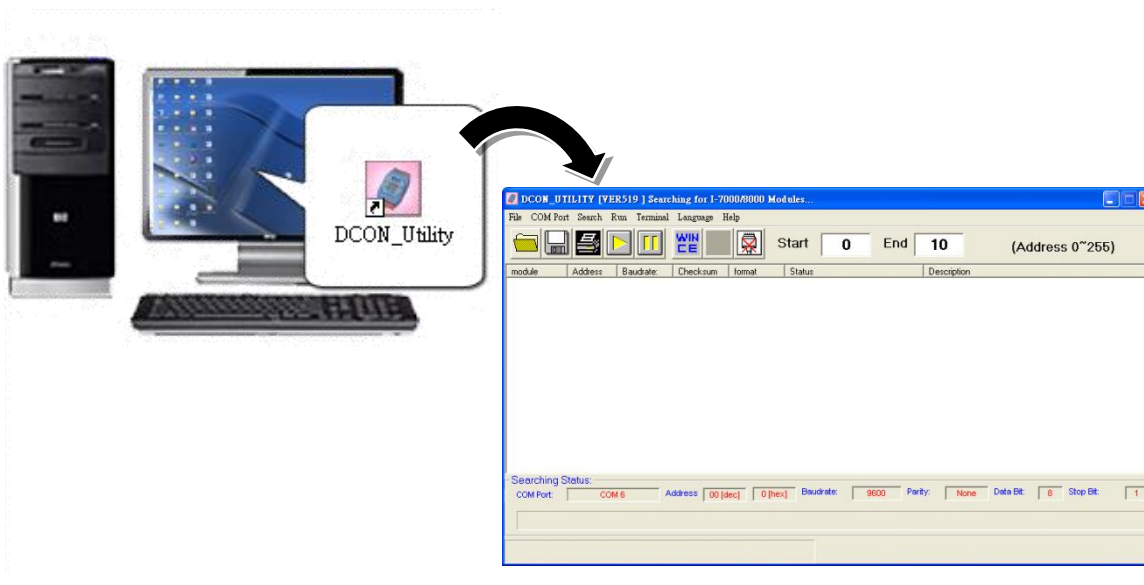 DCON_Utility
DCON_UTILITY [VER519 ] Searching for I-7000/8000 Modules...
File COM Port Search Run Terminal Language Help
WIN CE Start 0 End 10 (Address 0~255)
module Address Baudrate: Checksum format Status Description
Searching Status:
COM Port: COM 6 Address 00 [dec] 0 [hex] Baudrate: 9600 Parity: None Data Bit: 8 Stop Bit: 1